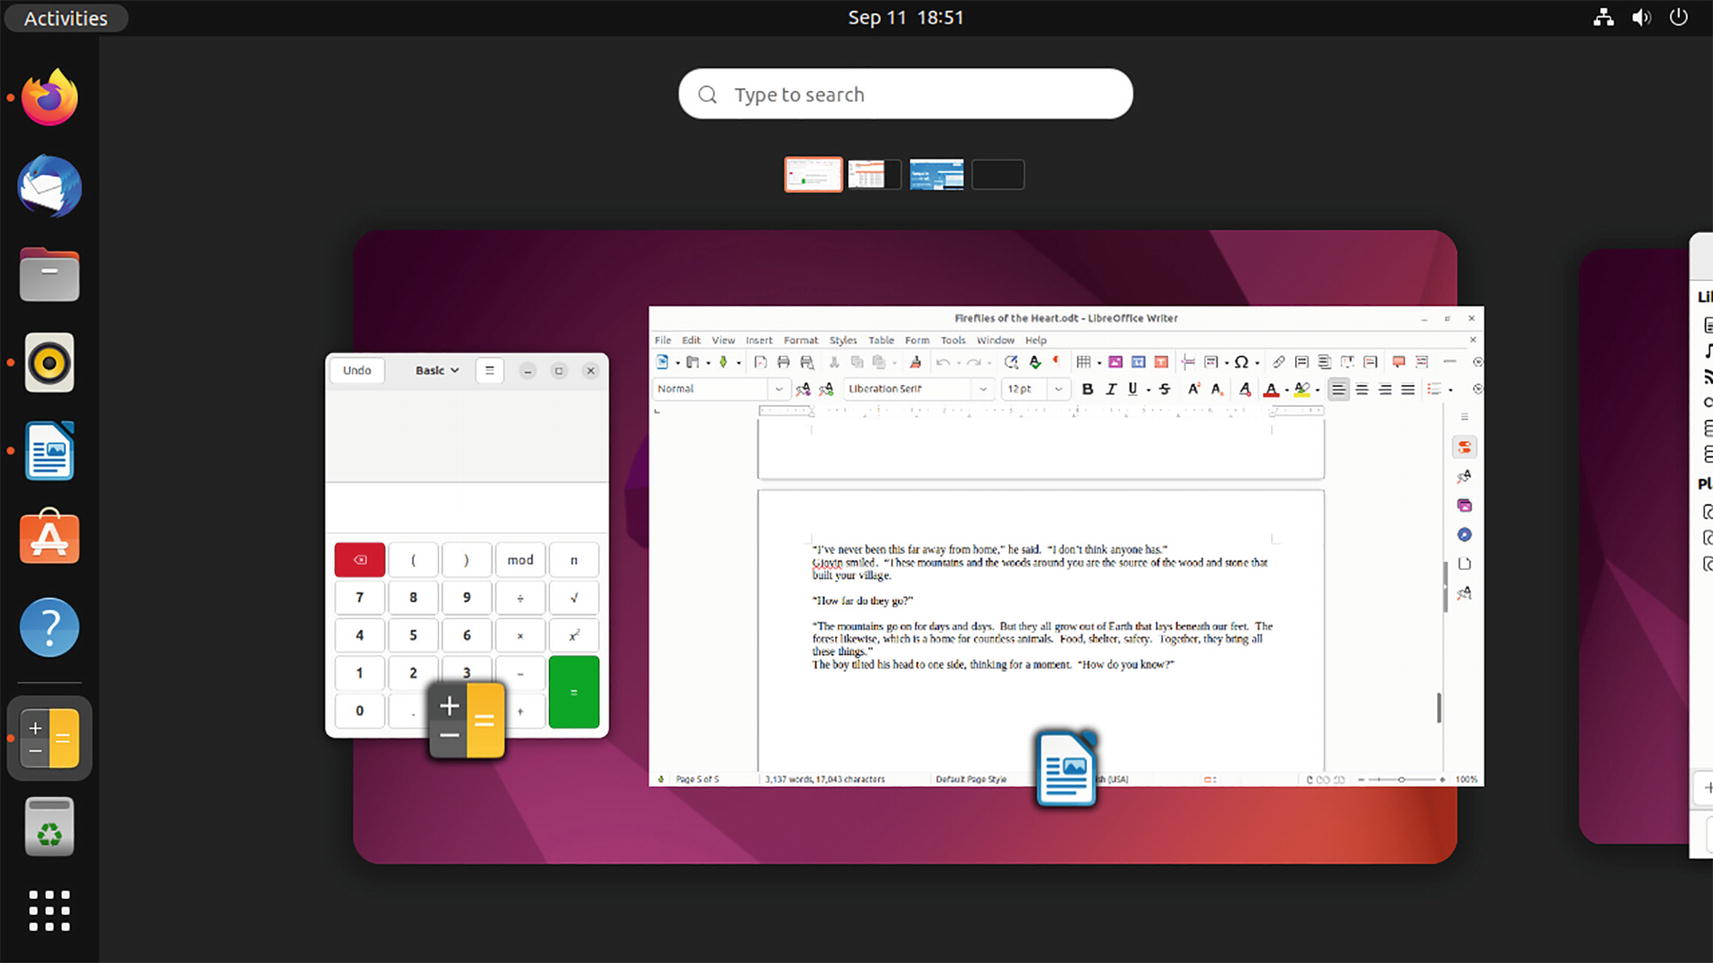 Activities
Sep 11 18:51
Type to search
Undo
Basic
( ) mod π
7 8 9 ÷ √
4 5 6 × x²
1 2 3 − =
0 . +
Fireflies of the Heart.odt - LibreOffice Writer
File Edit View Insert Format Styles Table Form Tools Window Help
Normal
Liberation Serif
12 pt
“I’ve never been this far away from home,” he said. “I don’t think anyone has.”
Glovin smiled. “These mountains and the woods around you are the source of the wood and stone that
built your village.
“How far do they go?”
“The mountains go on for days and days. But they all grow out of Earth that lays beneath our feet. The
forest likewise, which is a home for countless animals. Food, shelter, safety. Together, they bring all
these things.”
The boy tilted his head to one side, thinking for a moment. “How do you know?”
Page 5 of 5
3,137 words, 17,043 characters
Default Page Style
(USA)
100%